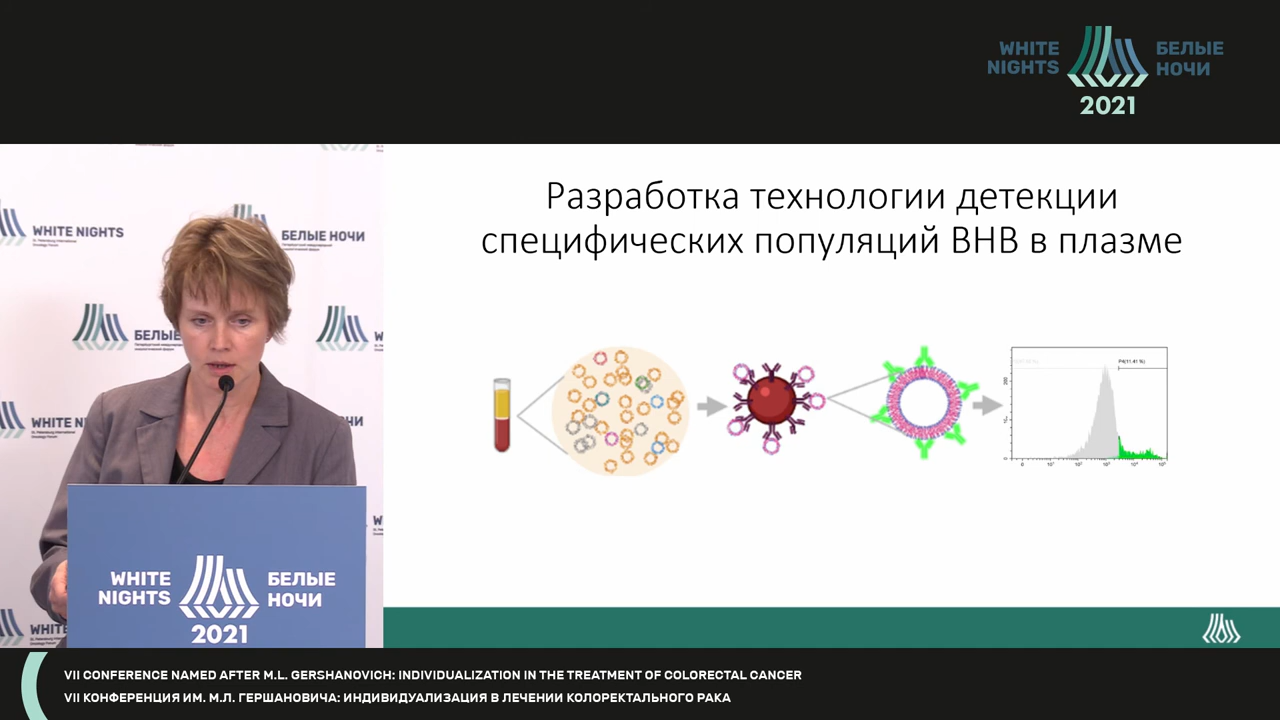 WHITE
NIGHTS
БЕЛЫЕ
НОЧИ
2021
Разработка технологии детекции
специфических популяций ВНВ в плазме
WHITE NIGHTS
БЕЛЫЕ НОЧИ
БЕЛЫЕ
WHITE
WHITE
NIGHTS
БЕЛЫЕ
НОЧИ
2021
VII CONFERENCE NAMED AFTER M.L. GERSHANOVICH: INDIVIDUALIZATION IN THE TREATMENT OF COLORECTAL CANCER
VII КОНФЕРЕНЦИЯ ИМ. М.Л. ГЕРШАНОВИЧА: ИНДИВИДУАЛИЗАЦИЯ В ЛЕЧЕНИИ КОЛОРЕКТАЛЬНОГО РАКА